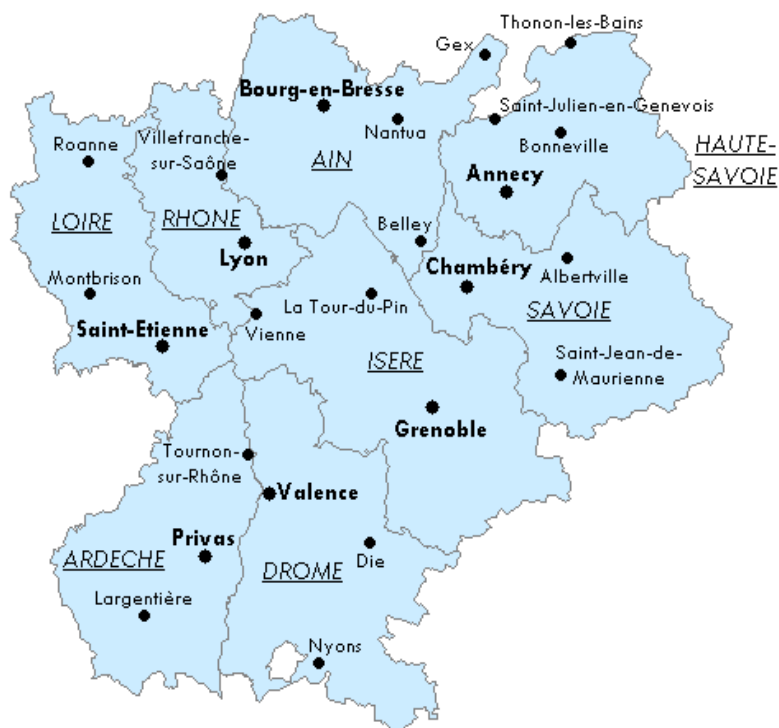 Thonon-les-Bains
Gex
Bourg-en-Bresse
Saint-Julien-en-Genevois
Nantua
Villefranche-
sur-Saône
Roanne
Bonneville
HAUTE-
SAVOIE
AIN
Annecy
LOIRE
RHONE
Belley
Lyon
Chambéry
Albertville
Montbrison
La Tour-du-Pin
SAVOIE
Vienne
Saint-Etienne
ISERE
Saint-Jean-de-
Maurienne
Grenoble
Tournon-
sur-Rhône
Valence
Privas
ARDECHE
DROME
Die
Largentière
Nyons